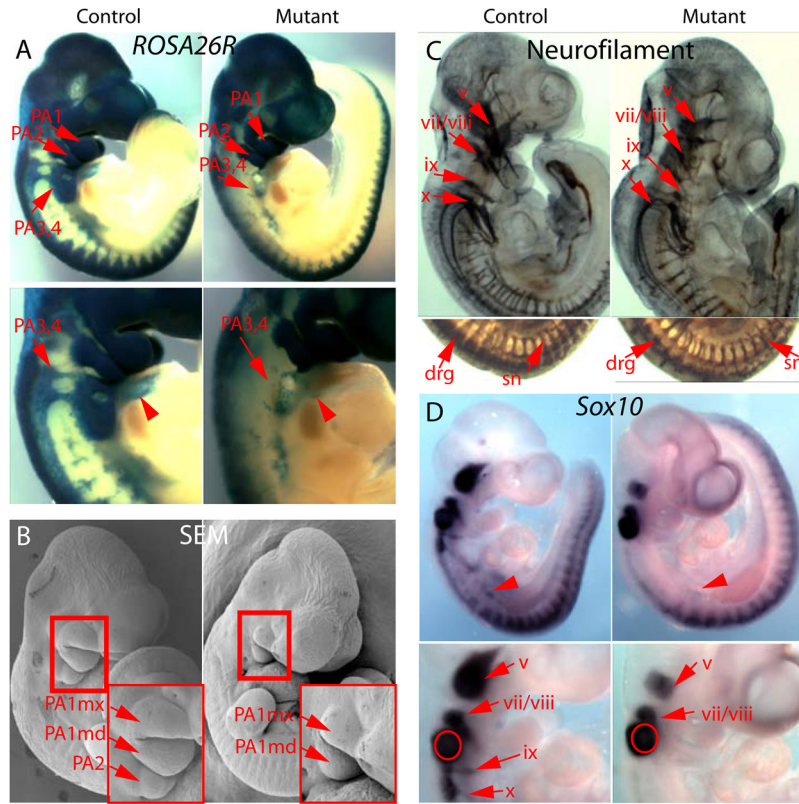 Control Mutant Control Mutant
A ROSA26R
C Neurofilament
PA1
PA2
PA3,4
PA1
PA2
PA3,4
v
vii/viii
ix
x
v
vii/viii
ix
x
PA3,4
PA3,4
drg
sn
drg
sn
B SEM
D Sox10
PA1mx
PA1md
PA2
PA1mx
PA1md
v
vii/viii
ix
x
v
vii/viii